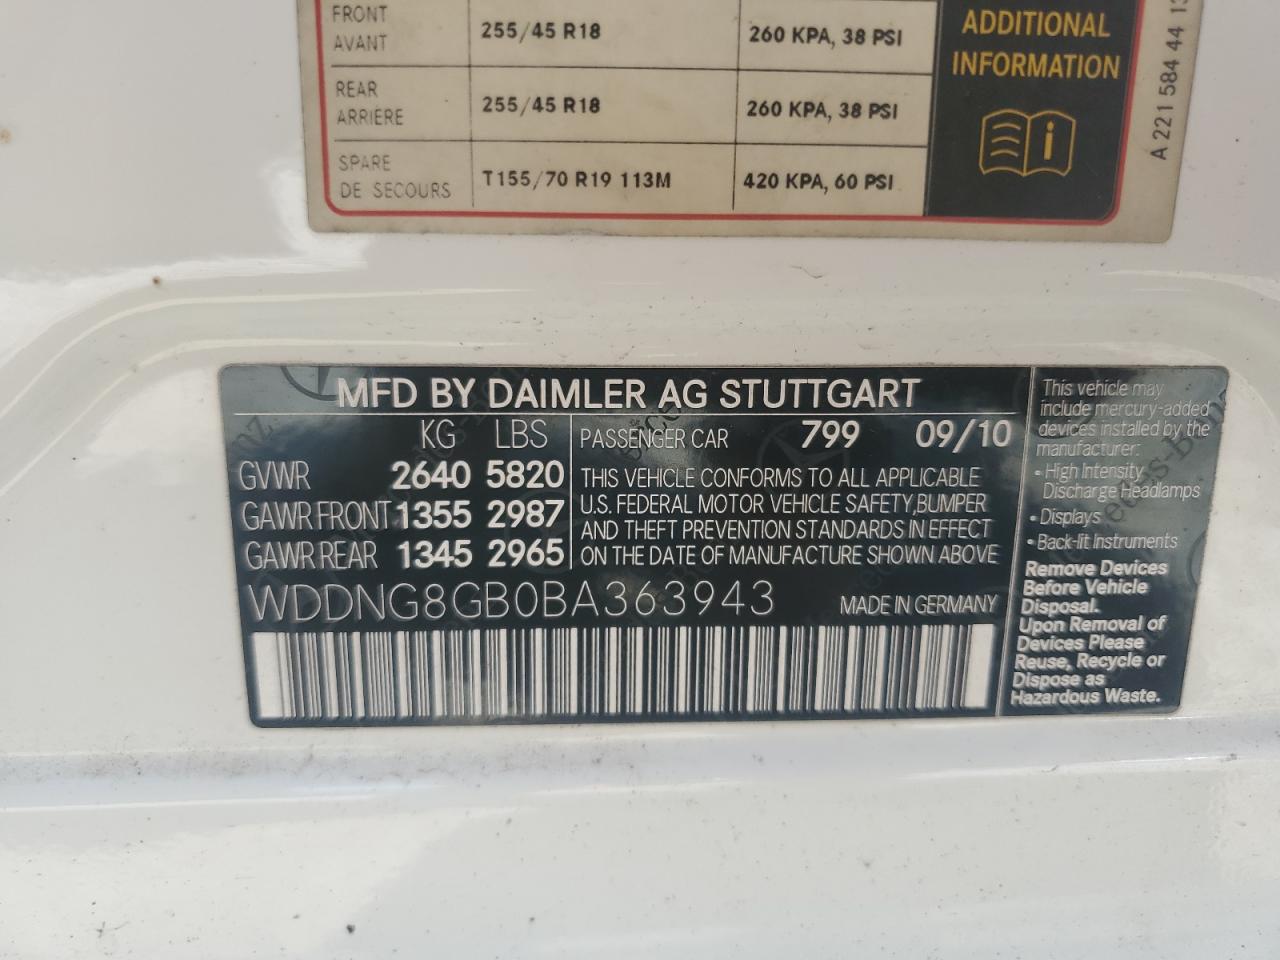 FRONT 255/45 R18 260 KPA, 38 PSI
AVANT
REAR 255/45 R18 260 KPA, 38 PSI
ARRIÈRE
SPARE T155/70 R19 113M 420 KPA, 60 PSI
DE SECOURS
ADDITIONAL
INFORMATION
A 221 584 44 13
MFD BY DAIMLER AG STUTTGART
KG LBS
GVWR 2640 5820
GAWR FRONT 1355 2987
GAWR REAR 1345 2965
PASSENGER CAR 799 09/10
THIS VEHICLE CONFORMS TO ALL APPLICABLE
U.S. FEDERAL MOTOR VEHICLE SAFETY,BUMPER
AND THEFT PREVENTION STANDARDS IN EFFECT
ON THE DATE OF MANUFACTURE SHOWN ABOVE
WDDNG8GB0BA363943 MADE IN GERMANY
This vehicle may
include mercury-added
devices installed by the
manufacturer:
• High Intensity
Discharge Headlamps
• Displays
• Back-lit Instruments
Remove Devices
Before Vehicle
Disposal.
Upon Removal of
Devices Please
Reuse, Recycle or
Dispose as
Hazardous Waste.